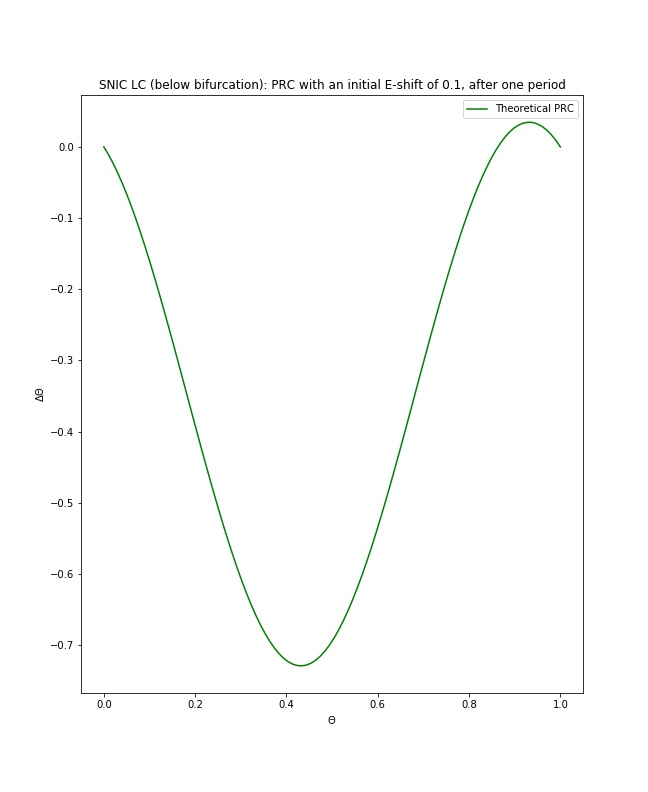 SNIC LC (below bifurcation): PRC with an initial E-shift of 0.1, after one period
Theoretical PRC
0.0
−0.1
−0.2
−0.3
−0.4
−0.5
−0.6
−0.7
ΔΘ
0.0 0.2 0.4 0.6 0.8 1.0
Θ